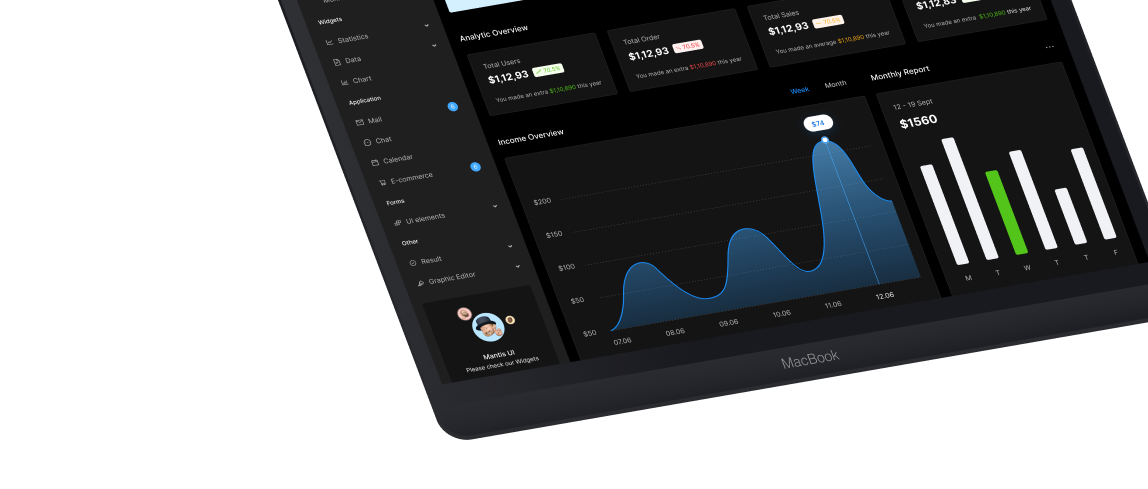 Widgets
Statistics
Data
Chart
Application
Mail
Chat
Calendar
E-commerce
Forms
UI elements
Other
Result
Graphic Editor
Mantis UI
Please check our Widgets
Analytic Overview
Total Users
$1,12,93 70.5%
You made an extra $1,10,890 this year
Total Order
$1,12,93 70.5%
You made an extra $1,10,890 this year
Total Sales
$1,12,93 70.5%
You made an average $1,10,890 this year
You made an extra $1,10,890 this year
Income Overview
Week
Month
$74
$200
$150
$100
$50
$50
07.06
08.06
09.06
10.06
11.06
12.06
Monthly Report
12 - 19 Sept
$1560
M
T
W
T
T
F
MacBook